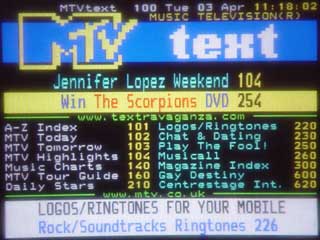 MTVtext 100 Tue 03 Apr 11:18:02
MUSIC TELEVISION(R)
MTV text
Jennifer Lopez Weekend 104
Win The Scorpions DVD 254
www.textravaganza.com
A-Z Index 101 Logos/Ringtones 220
MTV Today 102 Chat & Dating 230
MTV Tomorrow 103 Play The Fool! 250
MTV Highlights 104 Musicall 260
Music Charts 140 Magazine Index 300
MTV Tour Guide 160 Gay Destiny 600
Daily Stars 210 Centrestage Int. 620
www.mtv.co.uk
LOGOS/RINGTONES FOR YOUR MOBILE
Rock/Soundtracks Ringtones 226